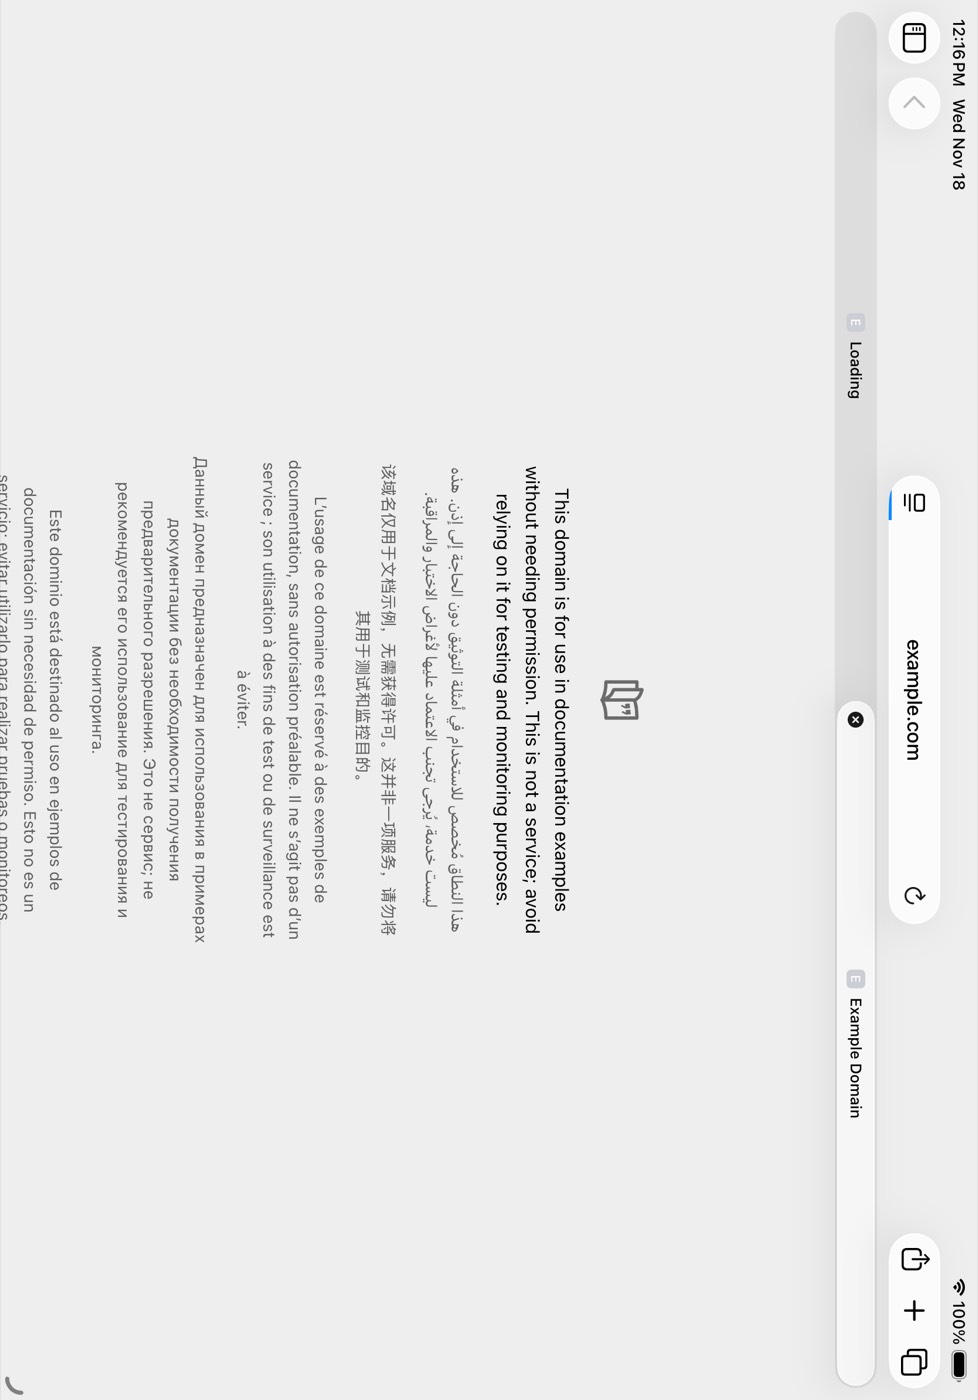 12:16 PM Wed Nov 18
100%
example.com
E Loading
E Example Domain
This domain is for use in documentation examples
without needing permission. This is not a service; avoid
relying on it for testing and monitoring purposes.
هذا النطاق مُخصص للاستخدام في أمثلة التوثيق دون الحاجة إلى إذن. هذه
ليست خدمة، يُرجى تجنب الاعتماد عليها لأغراض الاختبار والمراقبة.
该域名仅用于文档示例，无需获得许可。这并非一项服务，请勿将
其用于测试和监控目的。
L’usage de ce domaine est réservé à des exemples de
documentation, sans autorisation préalable. Il ne s’agit pas d’un
service ; son utilisation à des fins de test ou de surveillance est
à éviter.
Данный домен предназначен для использования в примерах
документации без необходимости получения
предварительного разрешения. Это не сервис; не
рекомендуется его использование для тестирования и
мониторинга.
Este dominio está destinado al uso en ejemplos de
documentación sin necesidad de permiso. Esto no es un
servicio; evitar utilizarlo para realizar pruebas o monitoreos.